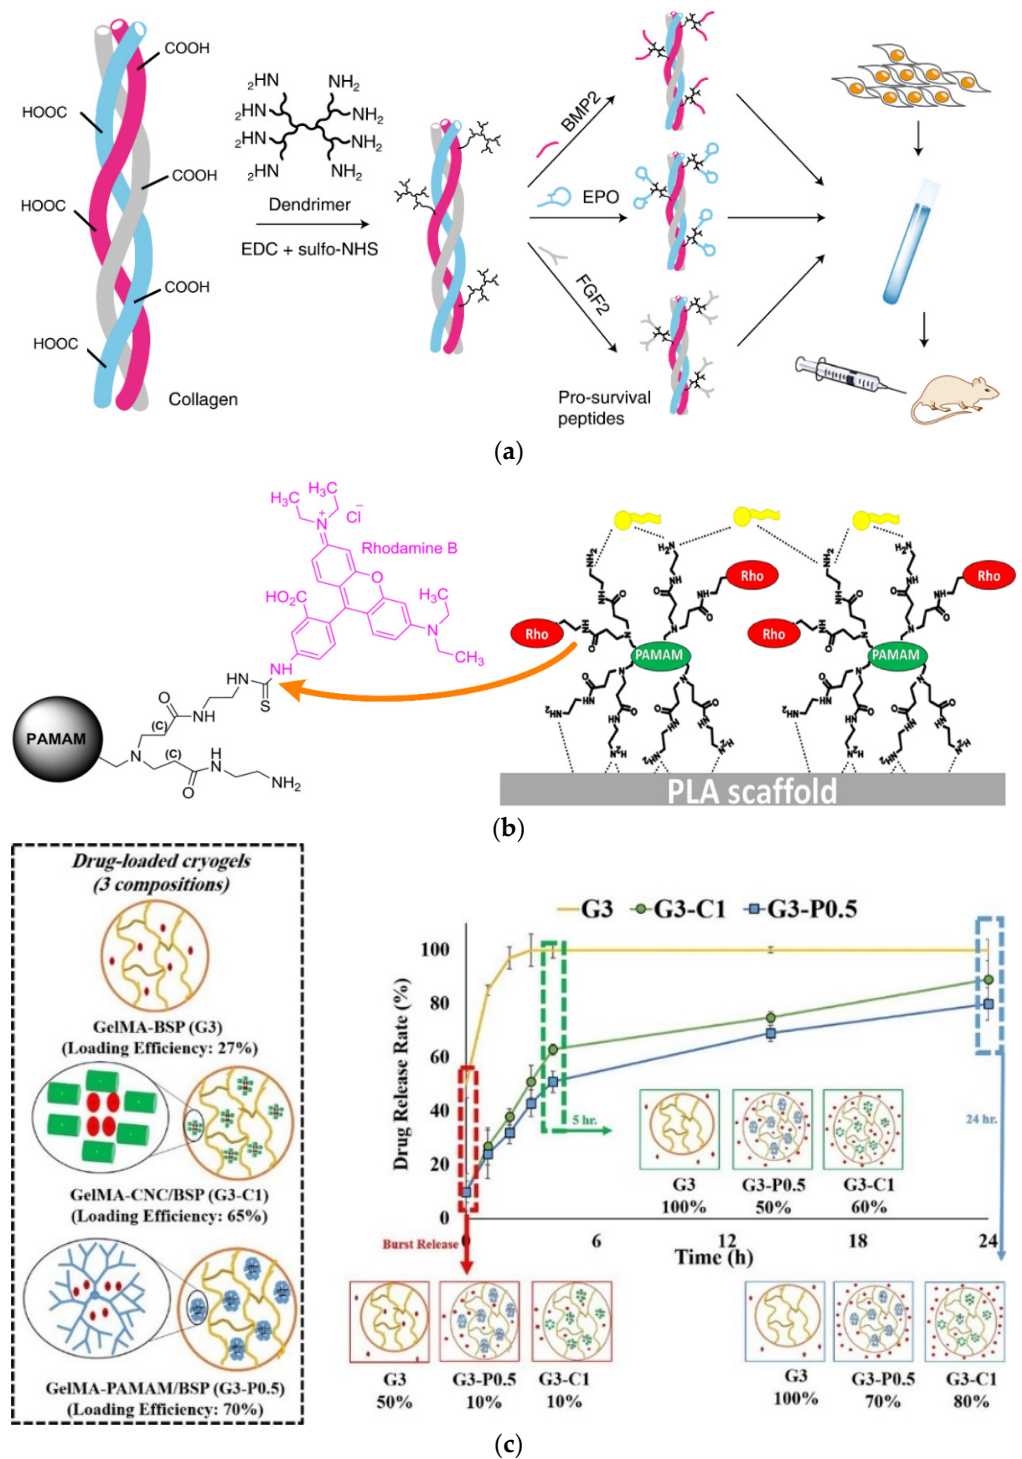 COOH
HOOC
COOH
HOOC
COOH
HOOC
Collagen
₂HN NH₂
₂HN NH₂
₂HN NH₂
₂HN NH₂
Dendrimer
EDC + sulfo-NHS
BMP2
EPO
FGF2
Pro-survival
peptides
(a)
H₃C
H₃C
N⁺
Cl⁻
Rhodamine B
O
HO₂C
H₃C
N
CH₃
NH
HN
S
O
(C)
NH
PAMAM
N
(C)
H
N
O
NH₂
Rho
Rho
PAMAM
Rho
Rho
PAMAM
PLA scaffold
(b)
Drug-loaded cryogels
(3 compositions)
GelMA-BSP (G3)
(Loading Efficiency: 27%)
GelMA-CNC/BSP (G3-C1)
(Loading Efficiency: 65%)
GelMA-PAMAM/BSP (G3-P0.5)
(Loading Efficiency: 70%)
G3 G3-C1 G3-P0.5
Drug Release Rate (%)
100
80
60
40
20
0
5 hr.
24 hr.
G3 G3-P0.5 G3-C1
100% 50% 60%
Burst Release
0 6 12 18 24
Time (h)
G3 G3-P0.5 G3-C1
50% 10% 10%
G3 G3-P0.5 G3-C1
100% 70% 80%
(c)